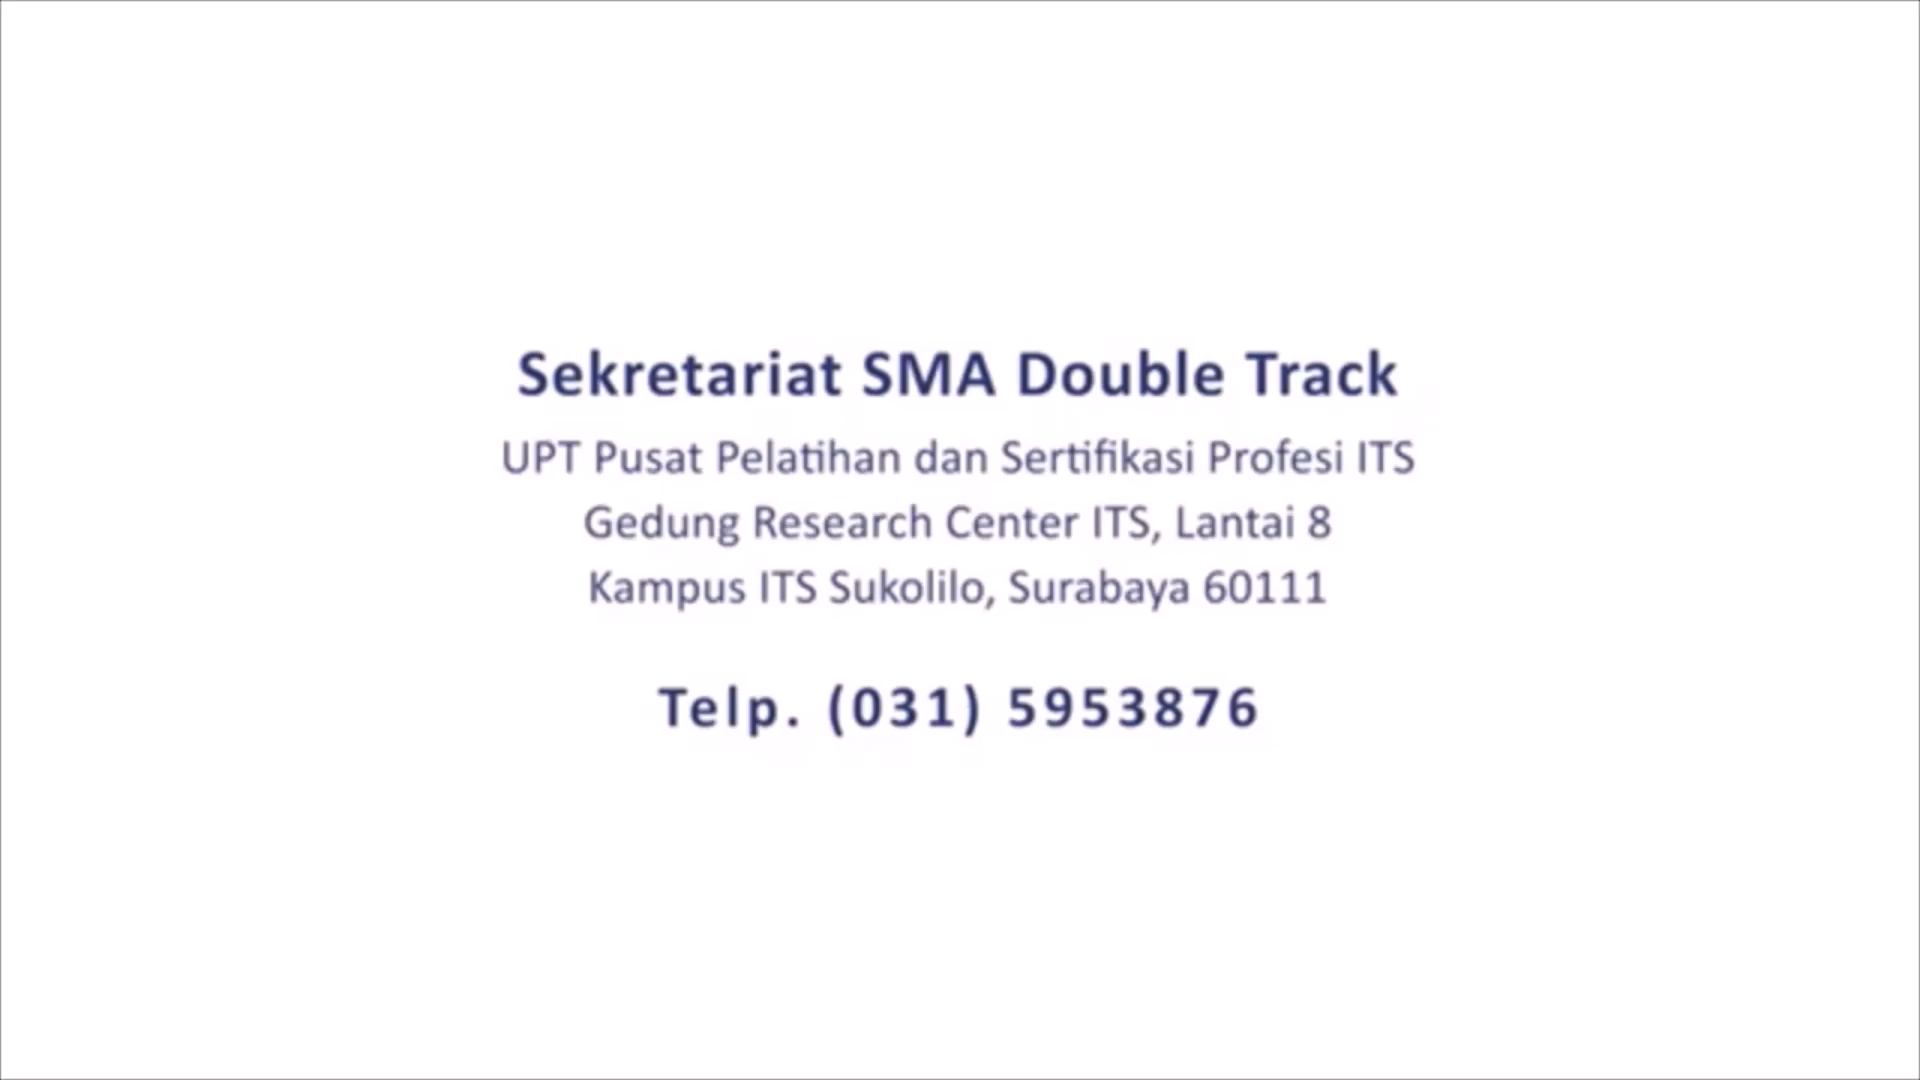 Sekretariat SMA Double Track
UPT Pusat Pelatihan dan Sertifikasi Profesi ITS
Gedung Research Center ITS, Lantai 8
Kampus ITS Sukolilo, Surabaya 60111
Telp. (031) 5953876